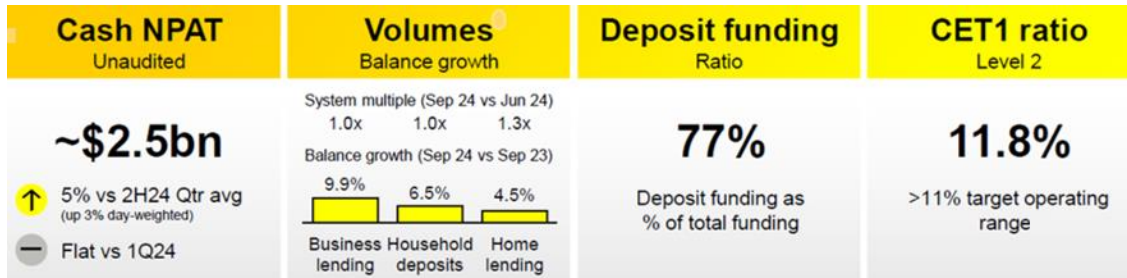 Cash NPAT
Unaudited
~$2.5bn
5% vs 2H24 Qtr avg
(up 3% day-weighted)
Flat vs 1Q24
Volumes
Balance growth
System multiple (Sep 24 vs Jun 24)
1.0x 1.0x 1.3x
Balance growth (Sep 24 vs Sep 23)
9.9% 6.5% 4.5%
Business Household Home
lending deposits lending
Deposit funding
Ratio
77%
Deposit funding as
% of total funding
CET1 ratio
Level 2
11.8%
>11% target operating
range